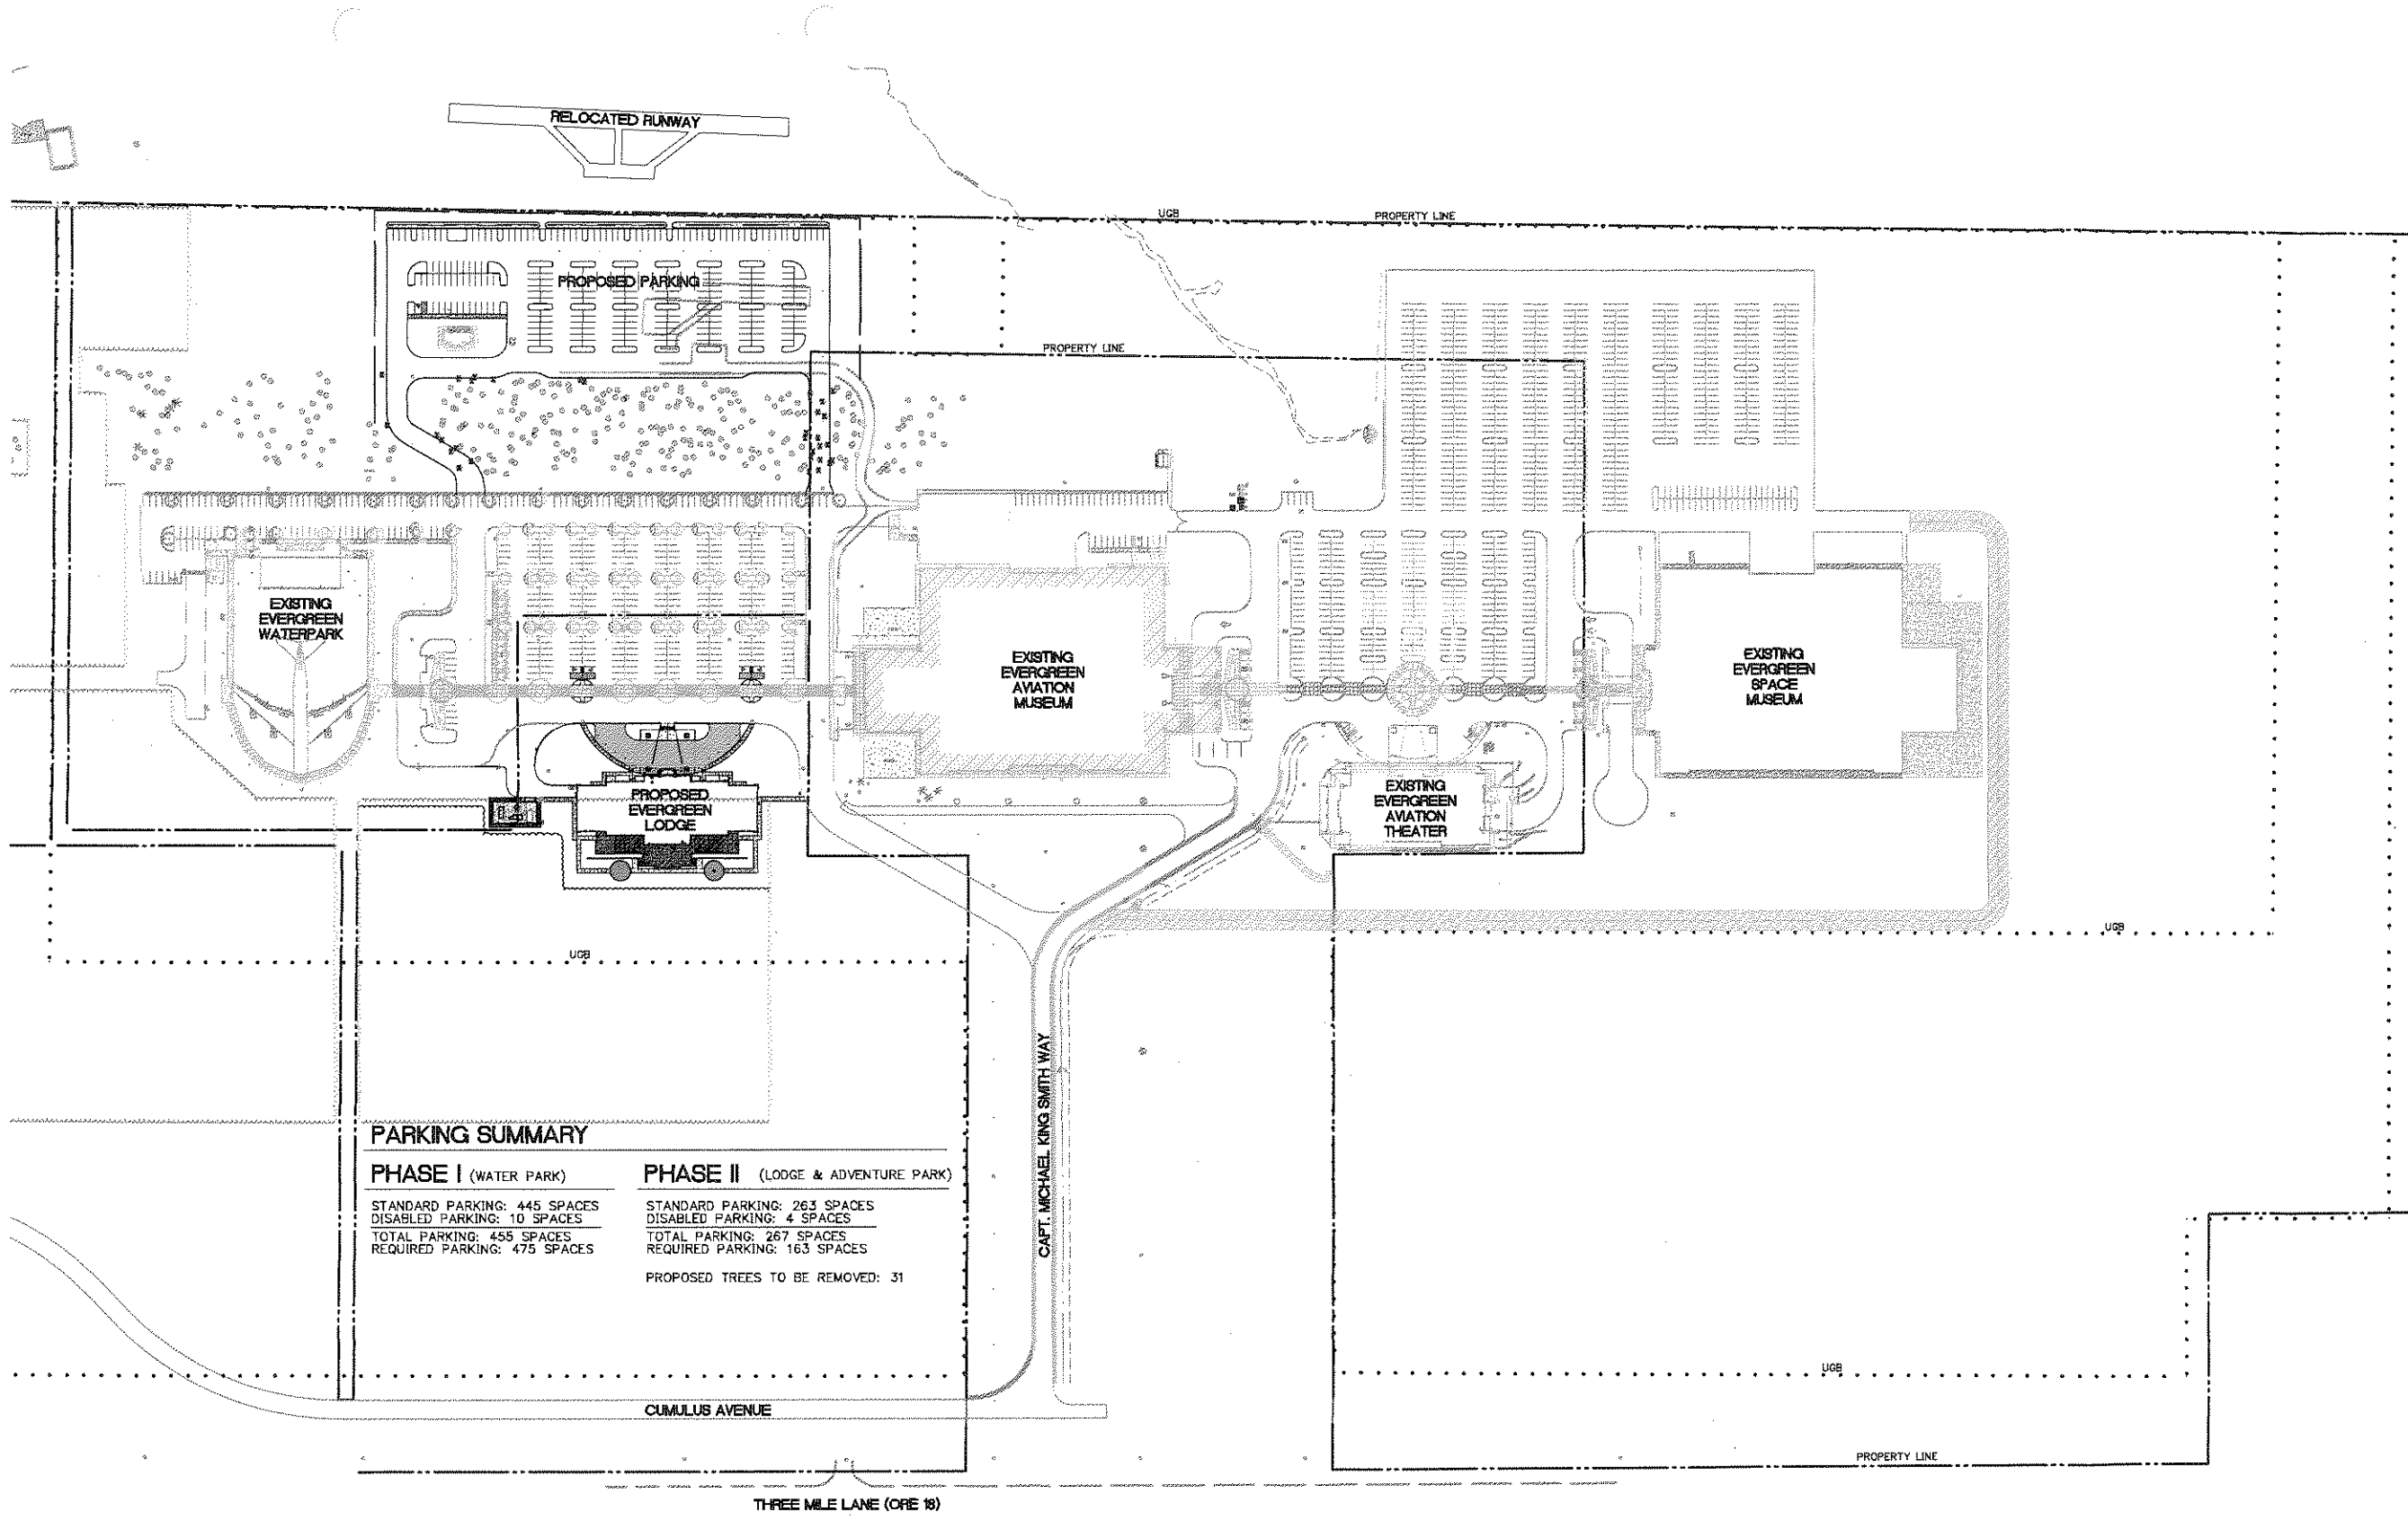 RELOCATED RUNWAY
UGB
PROPERTY LINE
PROPOSED PARKING
PROPERTY LINE
EXISTING
EVERGREEN
WATERPARK
EXISTING
EVERGREEN
AVIATION
MUSEUM
EXISTING
EVERGREEN
SPACE
MUSEUM
PROPOSED
EVERGREEN
LODGE
EXISTING
EVERGREEN
AVIATION
THEATER
UGB
UGB
CAPT. MICHAEL KING SMITH WAY
PARKING SUMMARY
PHASE I (WATER PARK)
STANDARD PARKING: 445 SPACES
DISABLED PARKING: 10 SPACES
TOTAL PARKING: 455 SPACES
REQUIRED PARKING: 475 SPACES
PHASE II (LODGE & ADVENTURE PARK)
STANDARD PARKING: 263 SPACES
DISABLED PARKING: 4 SPACES
TOTAL PARKING: 267 SPACES
REQUIRED PARKING: 163 SPACES
PROPOSED TREES TO BE REMOVED: 31
UGB
CUMULUS AVENUE
PROPERTY LINE
THREE MILE LANE (ORE 18)